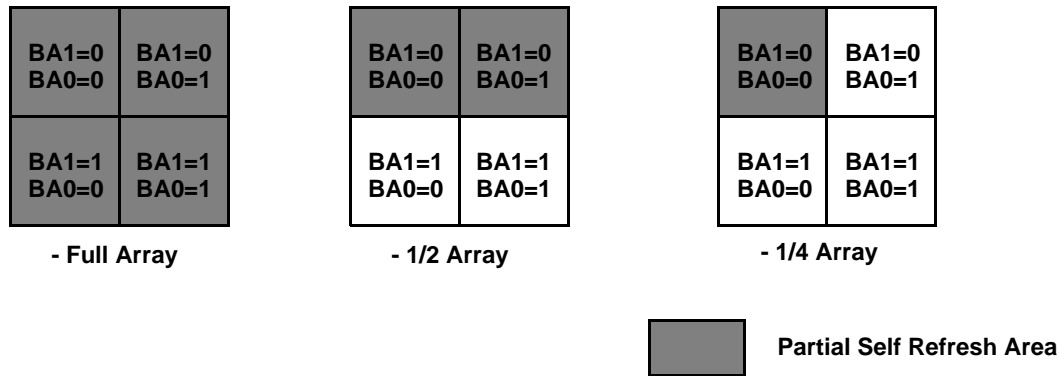 BA1=0 BA1=0 BA1=0 BA1=0 BA1=0 BA1=0
BA0=0 BA0=1 BA0=0 BA0=1 BA0=0 BA0=1
BA1=1 BA1=1 BA1=1 BA1=1 BA1=1 BA1=1
BA0=0 BA0=1 BA0=0 BA0=1 BA0=0 BA0=1
- Full Array - 1/2 Array - 1/4 Array
Partial Self Refresh Area